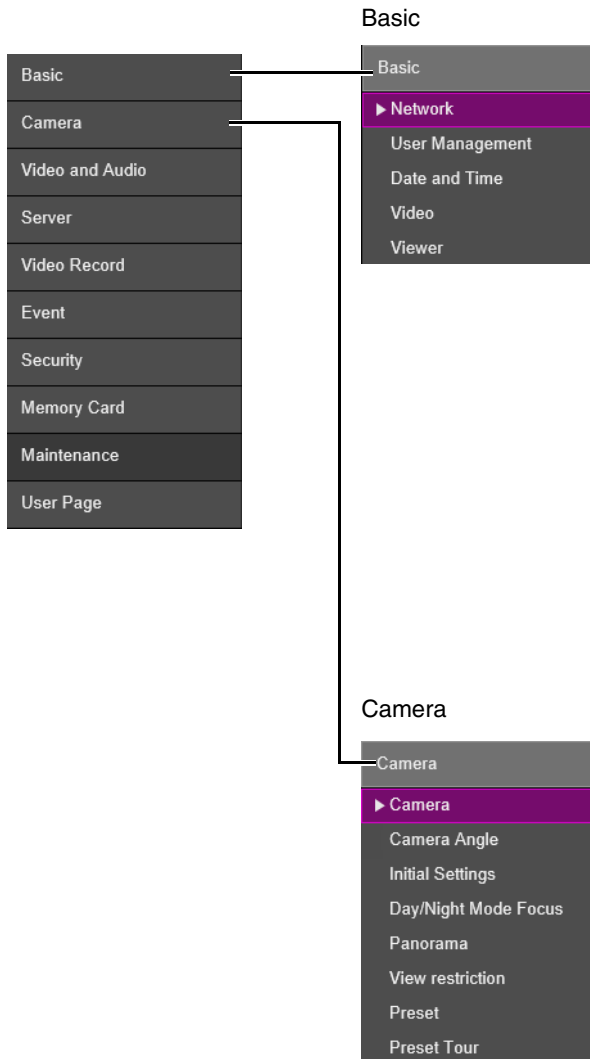 Basic
Basic
Camera
Video and Audio
Server
Video Record
Event
Security
Memory Card
Maintenance
User Page
Basic
▶ Network
User Management
Date and Time
Video
Viewer
Camera
Camera
▶ Camera
Camera Angle
Initial Settings
Day/Night Mode Focus
Panorama
View restriction
Preset
Preset Tour